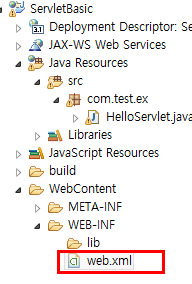 ServletBasic
Deployment Descriptor: Servlet
JAX-WS Web Services
Java Resources
src
com.test.ex
HelloServlet.java
Libraries
JavaScript Resources
build
WebContent
META-INF
WEB-INF
lib
web.xml